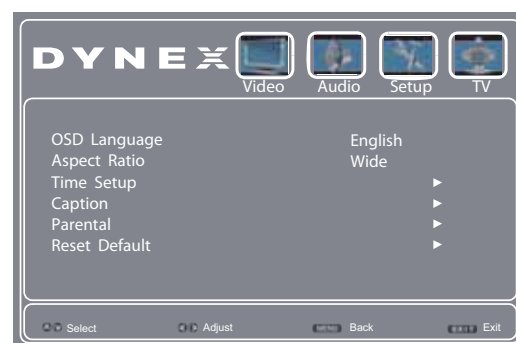 DYNEX
Video Audio Setup TV
OSD Language English
Aspect Ratio Wide
Time Setup
Caption
Parental
Reset Default
Select Adjust MENU Back EXIT Exit